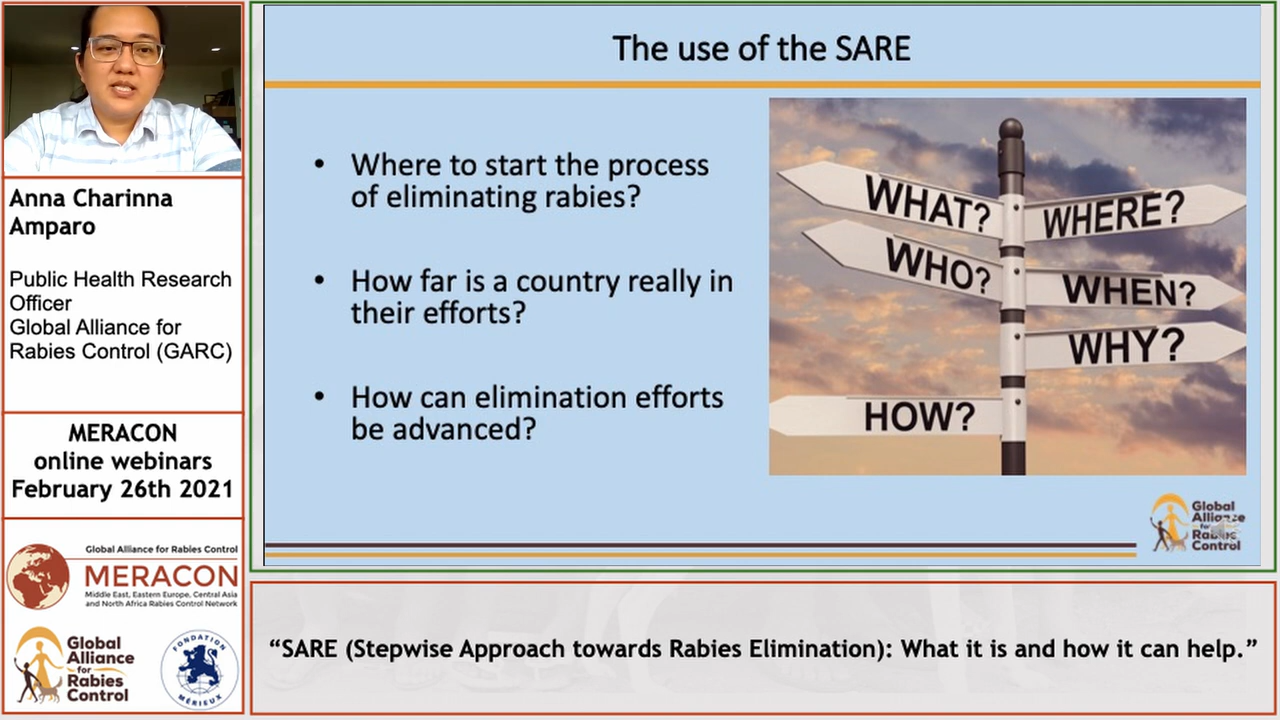 Anna Charinna
Amparo
Public Health Research
Officer
Global Alliance for
Rabies Control (GARC)
MERACON
online webinars
February 26th 2021
Global Alliance for Rabies Control
MERACON
Middle East, Eastern Europe, Central Asia
and North Africa Rabies Control Network
Global
Alliance
for
Rabies
Control
FONDATION
MÉRIEUX
The use of the SARE
• Where to start the process
of eliminating rabies?
• How far is a country really in
their efforts?
• How can elimination efforts
be advanced?
WHAT?
WHERE?
WHO?
WHEN?
WHY?
HOW?
Global
Alliance
for
Rabies
Control
“SARE (Stepwise Approach towards Rabies Elimination): What it is and how it can help.”